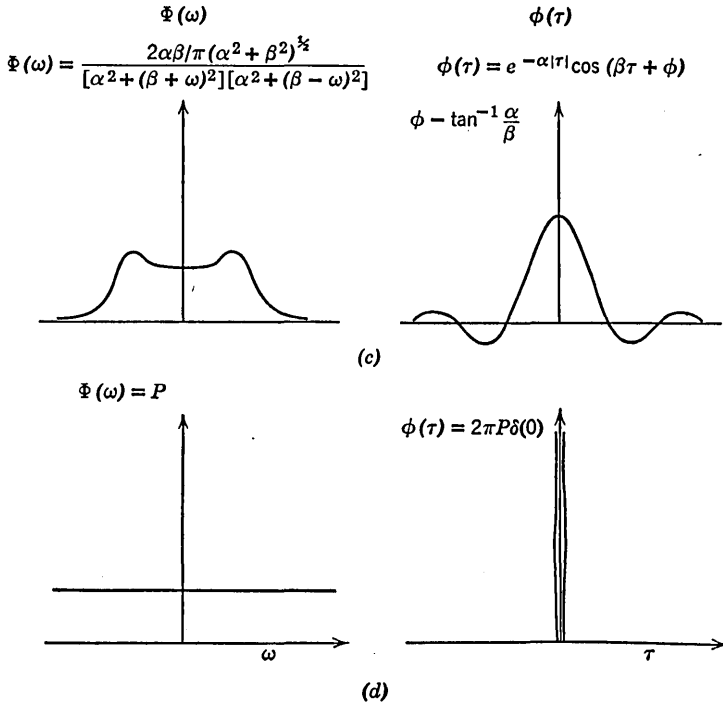 Φ(ω)
ϕ(τ)
Φ(ω) = 2αβ/π(α² + β²)^½ / [α² + (β + ω)²][α² + (β − ω)²]
ϕ(τ) = e^−α|τ| cos (βτ + ϕ)
ϕ − tan⁻¹ α/β
(c)
Φ(ω) = P
ϕ(τ) = 2πPδ(0)
ω
τ
(d)